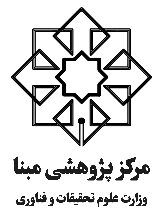 مرکز پژوهشی مبنا
وزارت علوم تحقیقات و فناوری